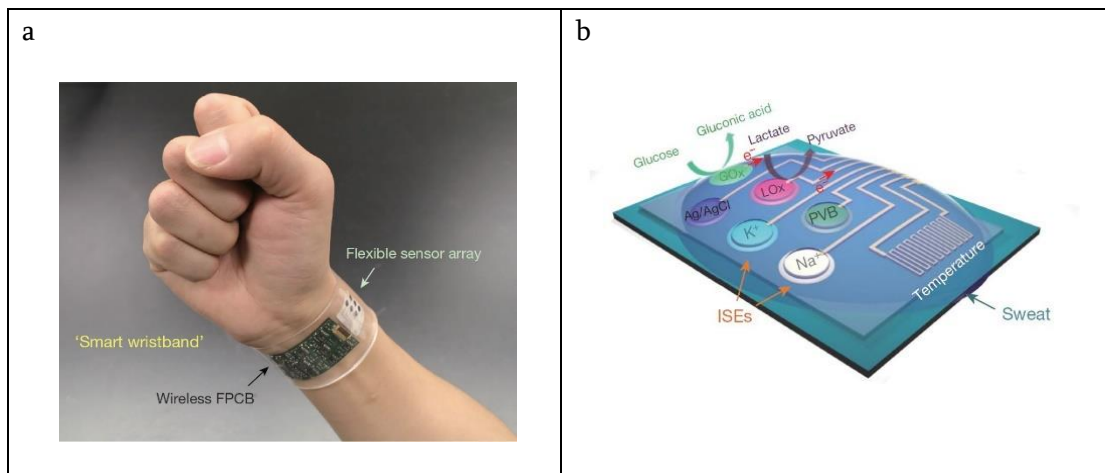 a
Flexible sensor array
'Smart wristband'
Wireless FPCB
b
Gluconic acid
Glucose
Lactate
Pyruvate
e⁻
GOx
LOx
e⁻
Ag/AgCl
K⁺
PVB
Na⁺
Temperature
ISEs
Sweat